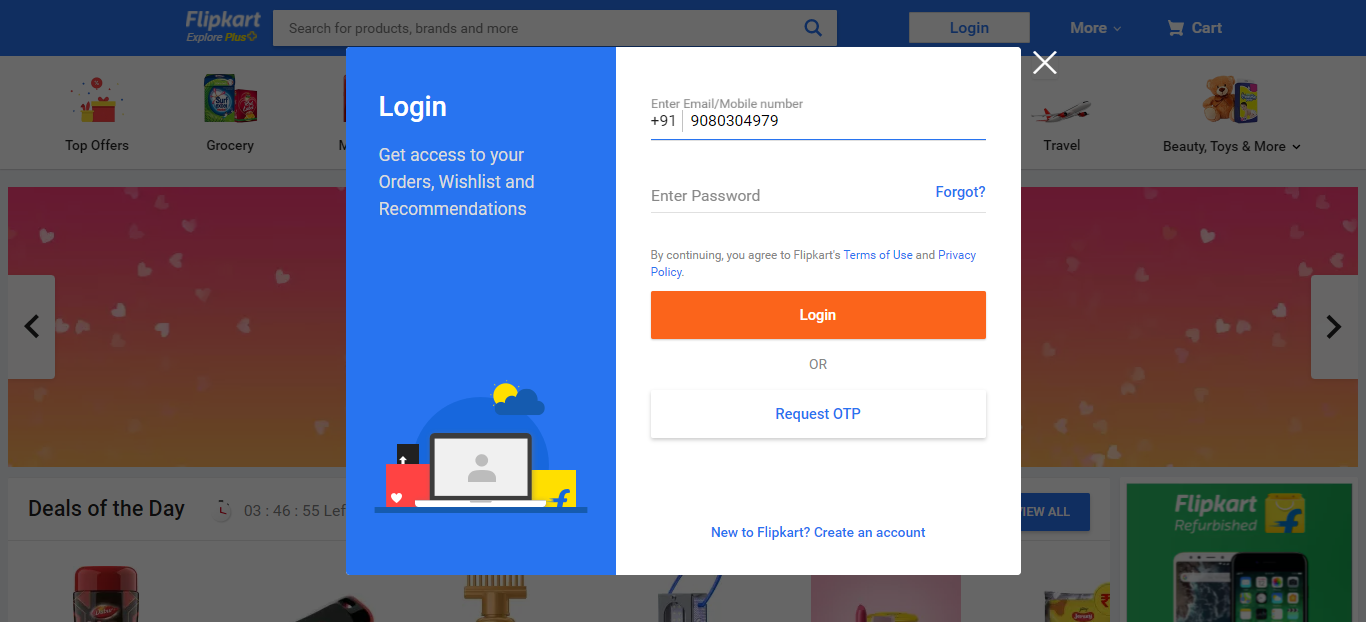 Flipkart
Explore Plus
Search for products, brands and more
Login
More
Cart
Top Offers
Grocery
M
Travel
Beauty, Toys & More
Login
Get access to your
Orders, Wishlist and
Recommendations
Enter Email/Mobile number
+91 9080304979
Enter Password
Forgot?
By continuing, you agree to Flipkart's Terms of Use and Privacy
Policy.
Login
OR
Request OTP
New to Flipkart? Create an account
Deals of the Day
03 : 46 : 55 Lef
VIEW ALL
Flipkart
Refurbished